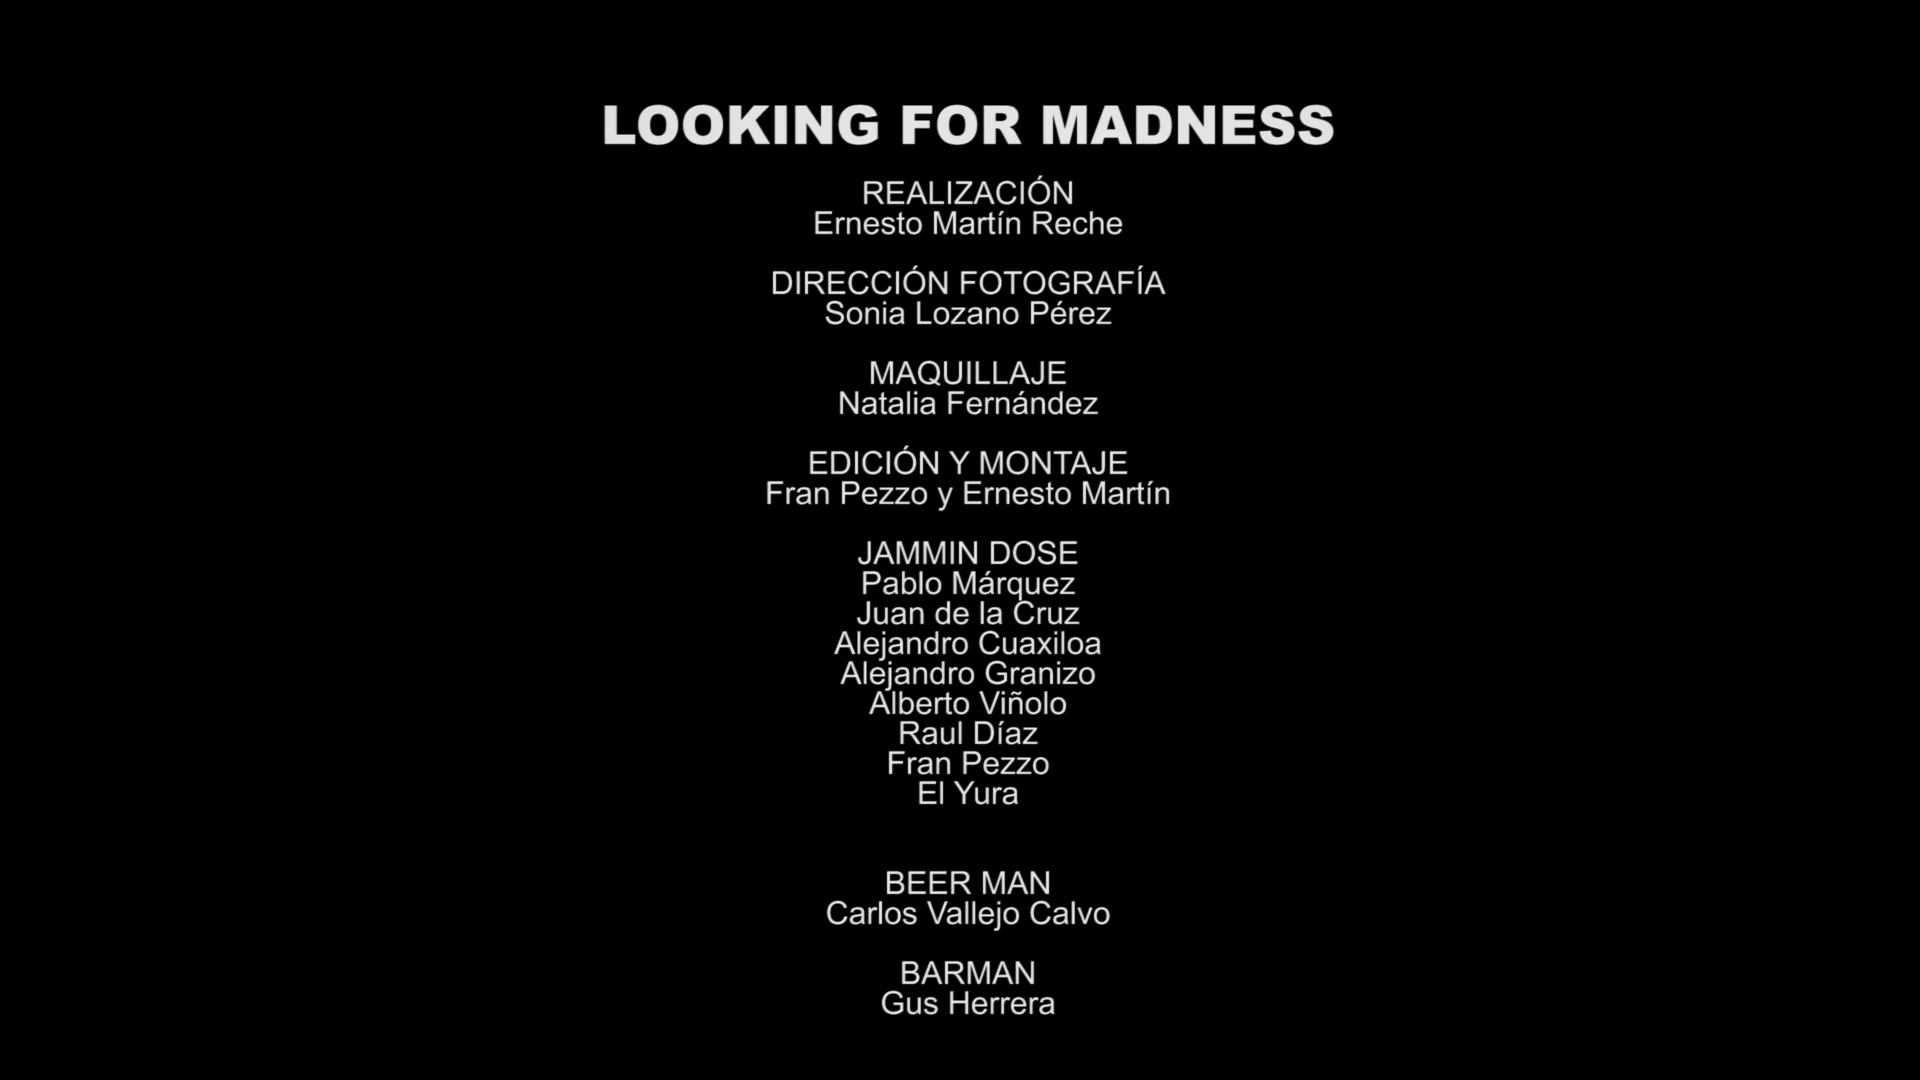 LOOKING FOR MADNESS
REALIZACIÓN
Ernesto Martín Reche
DIRECCIÓN FOTOGRAFÍA
Sonia Lozano Pérez
MAQUILLAJE
Natalia Fernández
EDICIÓN Y MONTAJE
Fran Pezzo y Ernesto Martín
JAMMIN DOSE
Pablo Márquez
Juan de la Cruz
Alejandro Cuaxiloa
Alejandro Granizo
Alberto Viñolo
Raul Díaz
Fran Pezzo
El Yura
BEER MAN
Carlos Vallejo Calvo
BARMAN
Gus Herrera